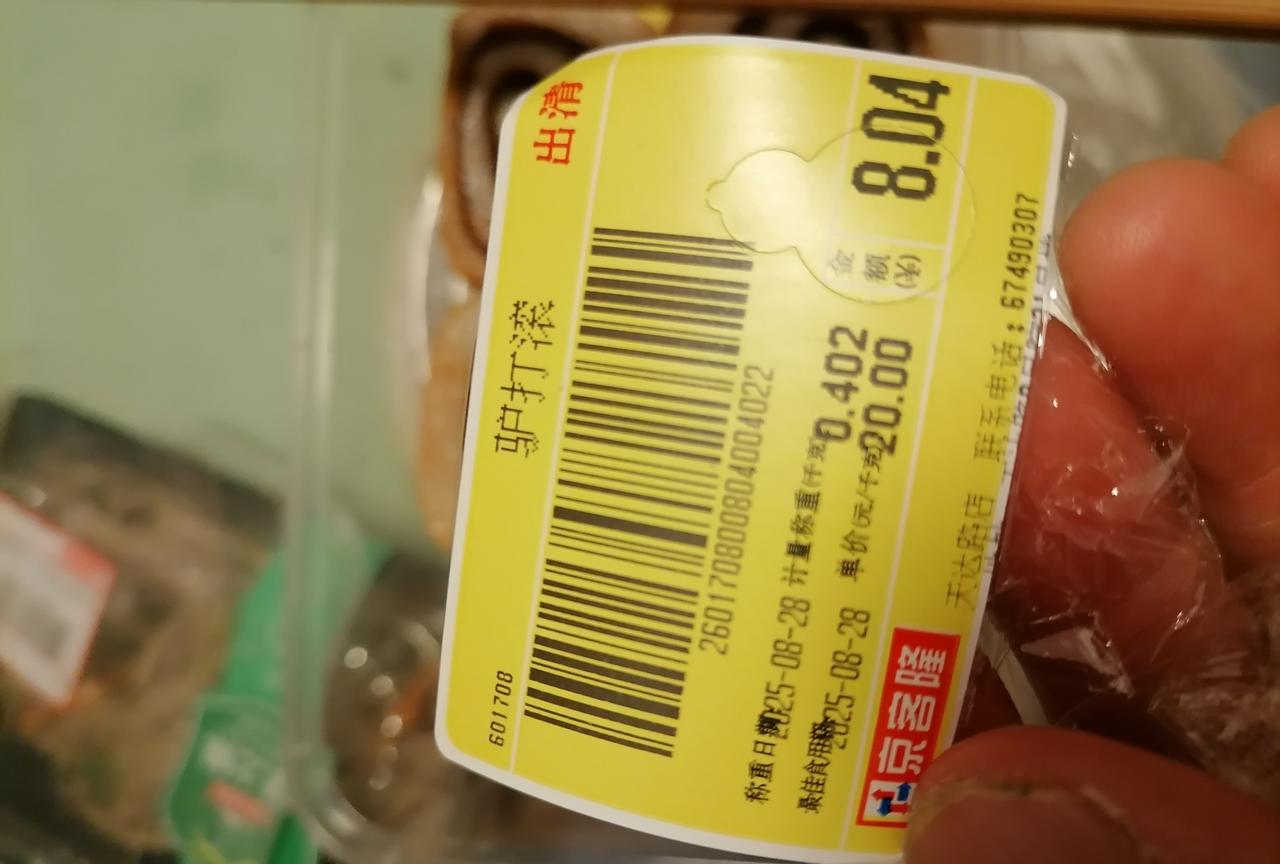 出清
601708 驴打滚
2601708008040040​22
称重日期 2025-08-28 计量称重(千克) 0.402
最佳食用期 2025-08-28 单价(元/千克) 20.00
金额(¥) 8.04
京客隆
天达路店 联系电话: 67490307